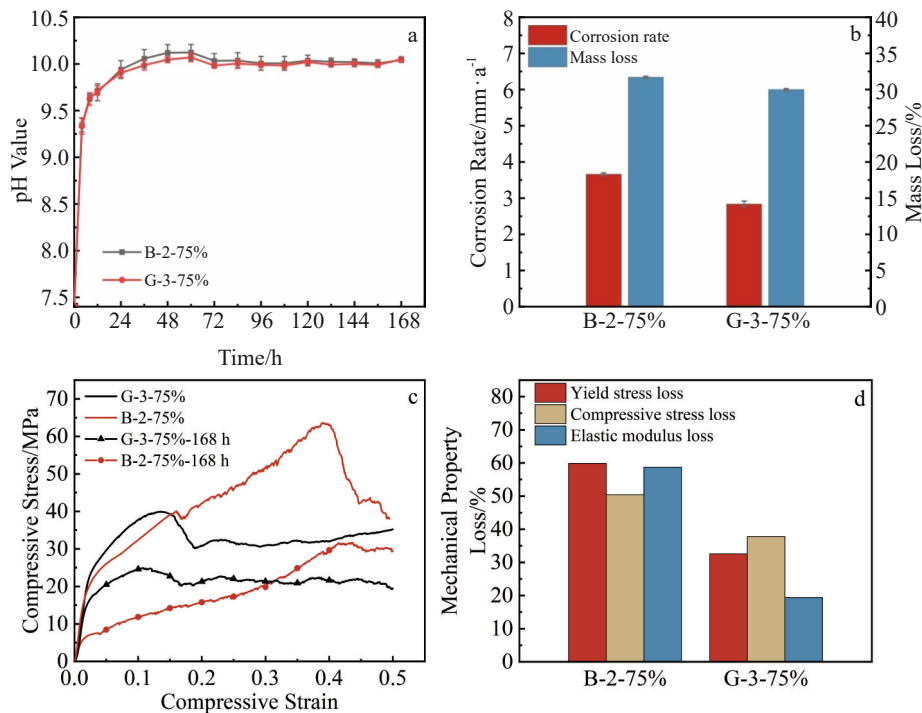 a
10.5
10.0
9.5
9.0
8.5
8.0
7.5
pH Value
B-2-75%
G-3-75%
0 24 48 72 96 120 144 168
Time/h
b
8
7
6
5
4
3
2
1
0
Corrosion Rate/mm·a⁻¹
Corrosion rate
Mass loss
40
35
30
25
20
15
10
5
0
Mass Loss/%
B-2-75% G-3-75%
c
70
60
50
40
30
20
10
0
Compressive Stress/MPa
G-3-75%
B-2-75%
G-3-75%-168 h
B-2-75%-168 h
0.0 0.1 0.2 0.3 0.4 0.5
Compressive Strain
d
80
70
60
50
40
30
20
10
0
Mechanical Property
Loss/%
Yield stress loss
Compressive stress loss
Elastic modulus loss
B-2-75% G-3-75%